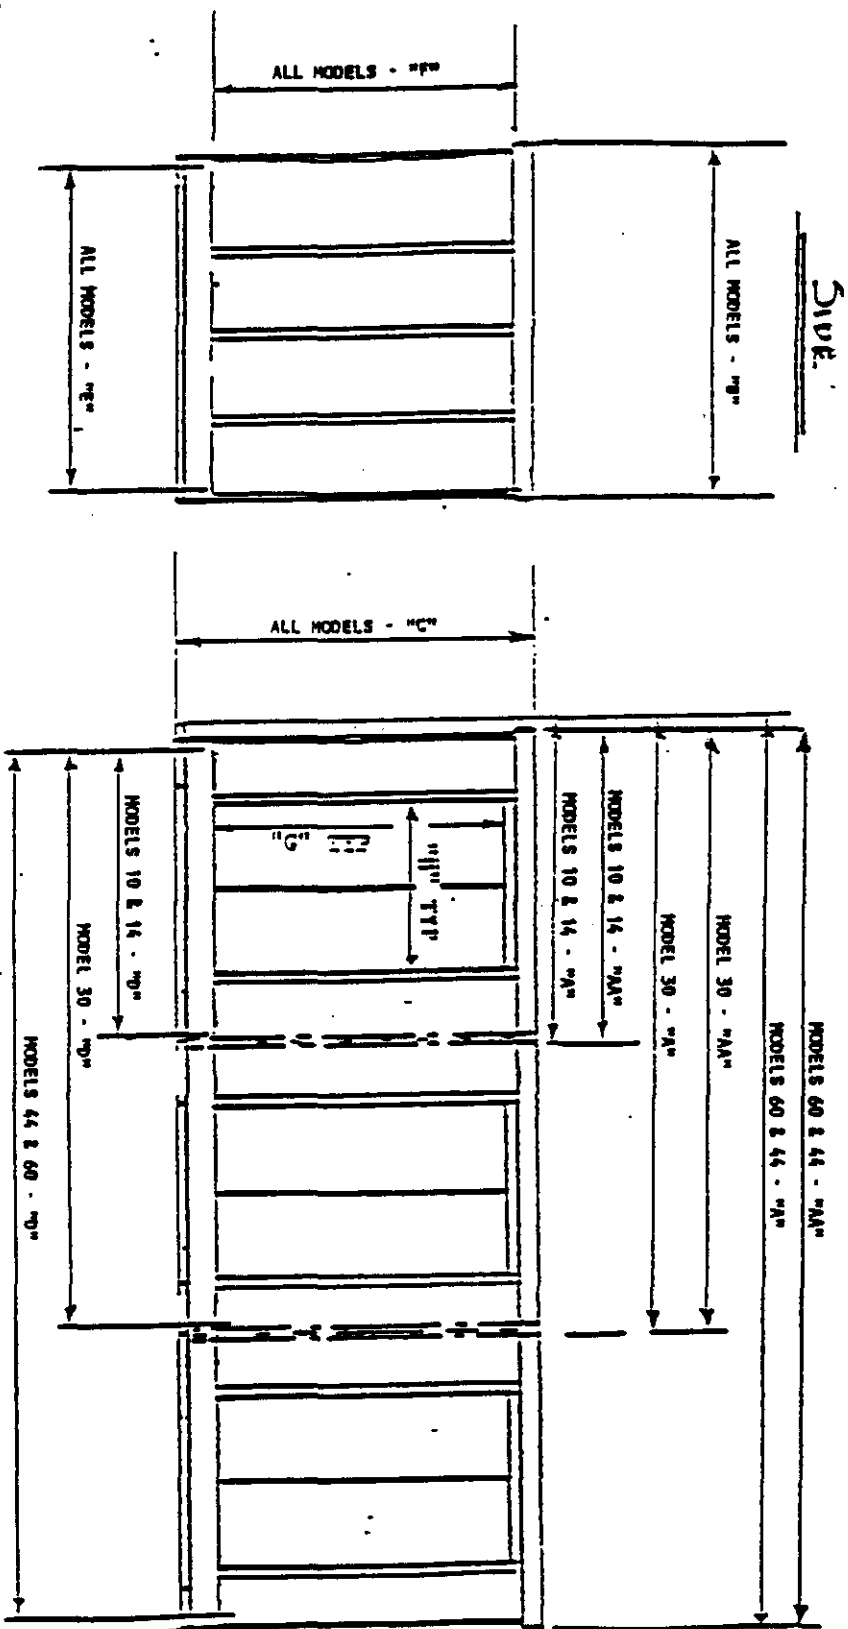 SIDE
ALL MODELS - "B"
ALL MODELS - "F"
ALL MODELS - "E"
MODELS 60 & 44 - "AA"
MODELS 60 & 44 - "A"
MODEL 30 - "AA"
MODEL 30 - "A"
MODELS 10 & 14 - "AA"
MODELS 10 & 14 - "A"
ALL MODELS - "C"
"G"
"H" TYP
MODELS 10 & 14 - "D"
MODEL 30 - "D"
MODELS 44 & 60 - "D"